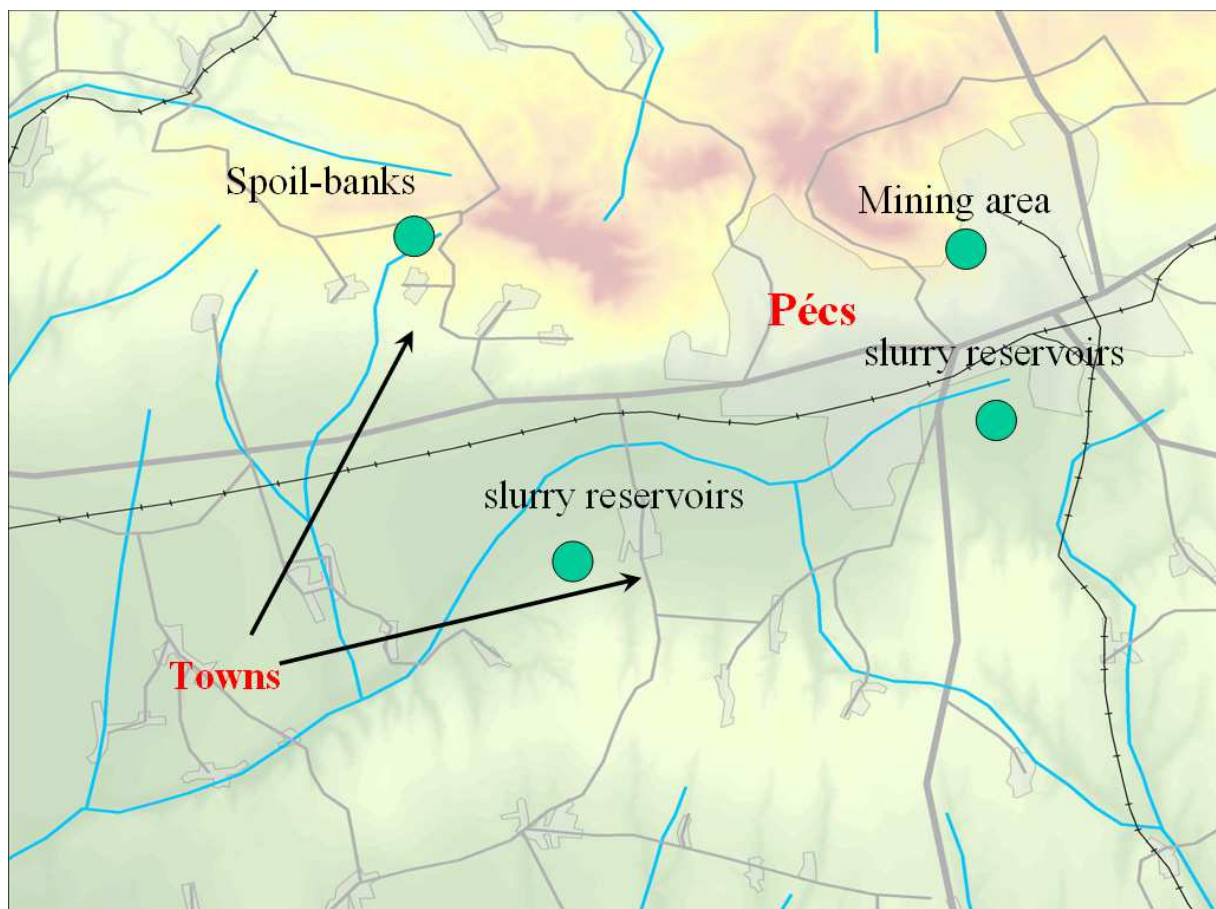 Spoil-banks
Mining area
Pécs
slurry reservoirs
slurry reservoirs
Towns